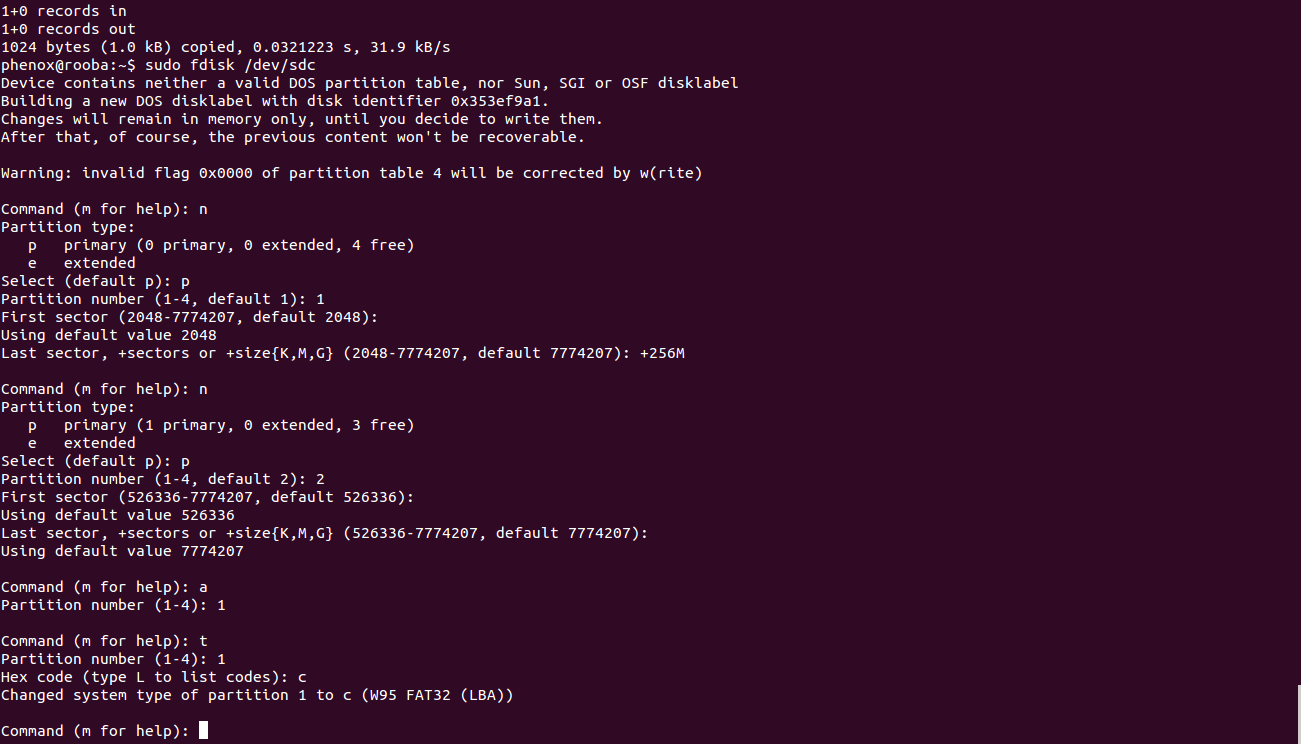 1+0 records in
1+0 records out
1024 bytes (1.0 kB) copied, 0.0321223 s, 31.9 kB/s
phenox@rooba:~$ sudo fdisk /dev/sdc
Device contains neither a valid DOS partition table, nor Sun, SGI or OSF disklabel
Building a new DOS disklabel with disk identifier 0x353ef9a1.
Changes will remain in memory only, until you decide to write them.
After that, of course, the previous content won't be recoverable.

Warning: invalid flag 0x0000 of partition table 4 will be corrected by w(rite)

Command (m for help): n
Partition type:
   p   primary (0 primary, 0 extended, 4 free)
   e   extended
Select (default p): p
Partition number (1-4, default 1): 1
First sector (2048-7774207, default 2048):
Using default value 2048
Last sector, +sectors or +size{K,M,G} (2048-7774207, default 7774207): +256M

Command (m for help): n
Partition type:
   p   primary (1 primary, 0 extended, 3 free)
   e   extended
Select (default p): p
Partition number (1-4, default 2): 2
First sector (526336-7774207, default 526336):
Using default value 526336
Last sector, +sectors or +size{K,M,G} (526336-7774207, default 7774207):
Using default value 7774207

Command (m for help): a
Partition number (1-4): 1

Command (m for help): t
Partition number (1-4): 1
Hex code (type L to list codes): c
Changed system type of partition 1 to c (W95 FAT32 (LBA))

Command (m for help):